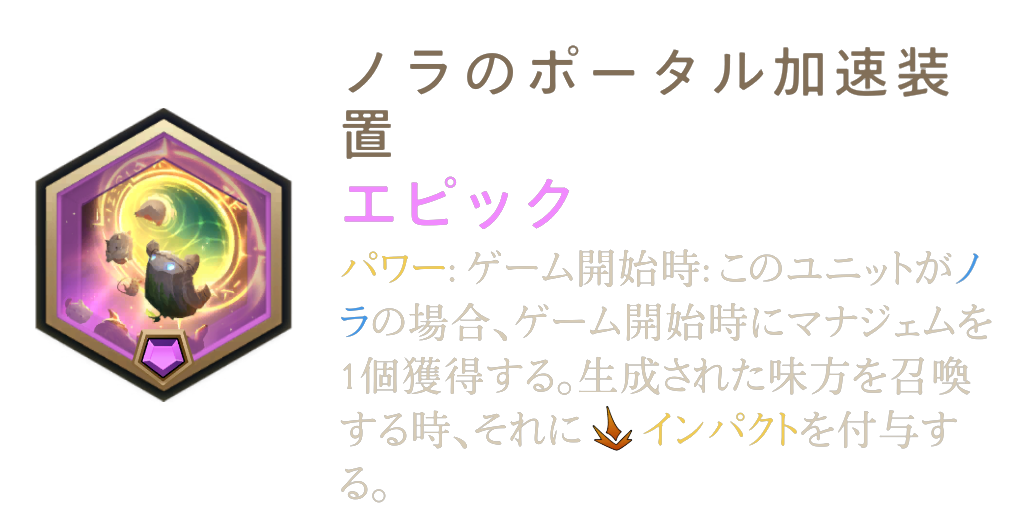 ノラのポータル加速装
置
エピック
パワー: ゲーム開始時: このユニットがノ
ラの場合、ゲーム開始時にマナジェムを
1個獲得する。生成された味方を召喚
する時、それにインパクトを付与す
る。